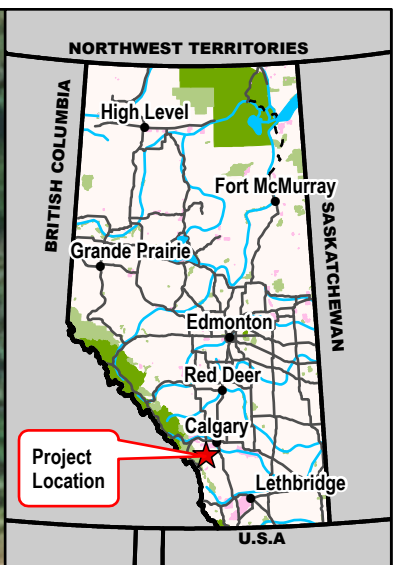 NORTHWEST TERRITORIES
BRITISH COLUMBIA
High Level
Fort McMurray
SASKATCHEWAN
Grande Prairie
Edmonton
Red Deer
Calgary
Project
Location
Lethbridge
U.S.A